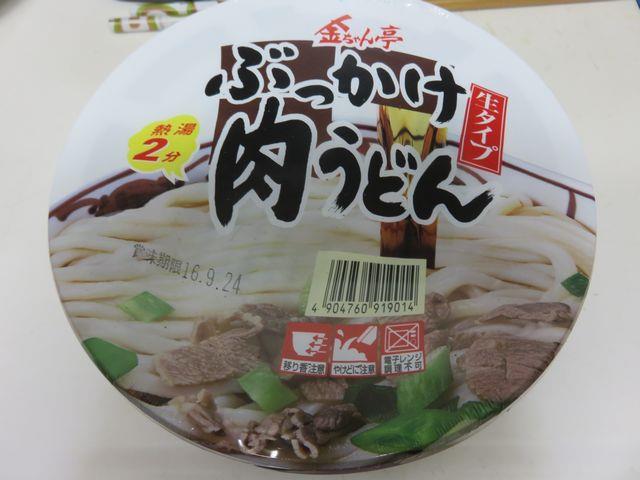 金ちゃん亭
ぶっかけ
肉うどん
生タイプ
熱湯
2分
賞味期限16.9.24
4 904760 919014
移り香注意
やけどに注意
電子レンジ
調理不可